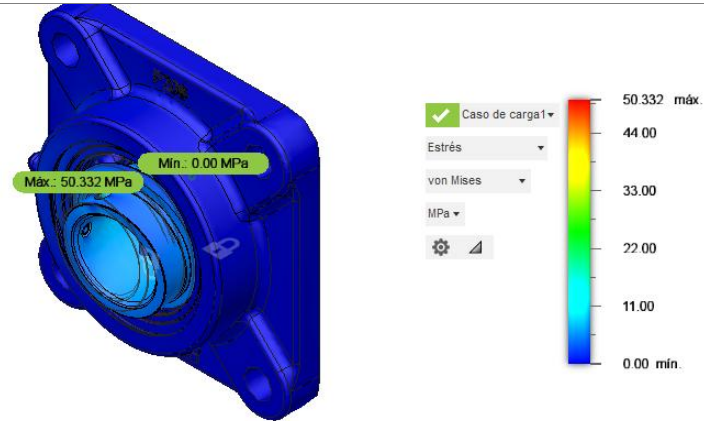 Mín.: 0.00 MPa
Máx.: 50.332 MPa
Caso de carga1
Estrés
von Mises
MPa
50.332 máx.
44.00
33.00
22.00
11.00
0.00 mín.